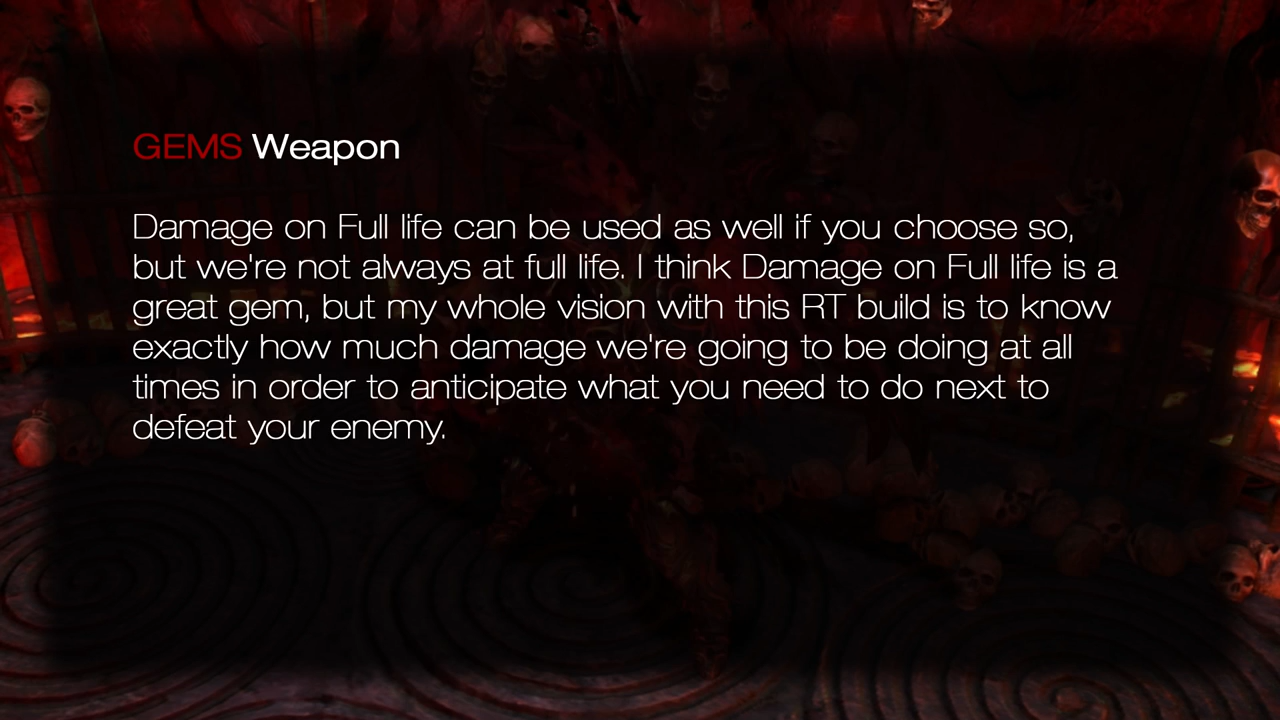 GEMS Weapon
Damage on Full life can be used as well if you choose so,
but we're not always at full life. I think Damage on Full life is a
great gem, but my whole vision with this RT build is to know
exactly how much damage we're going to be doing at all
times in order to anticipate what you need to do next to
defeat your enemy.